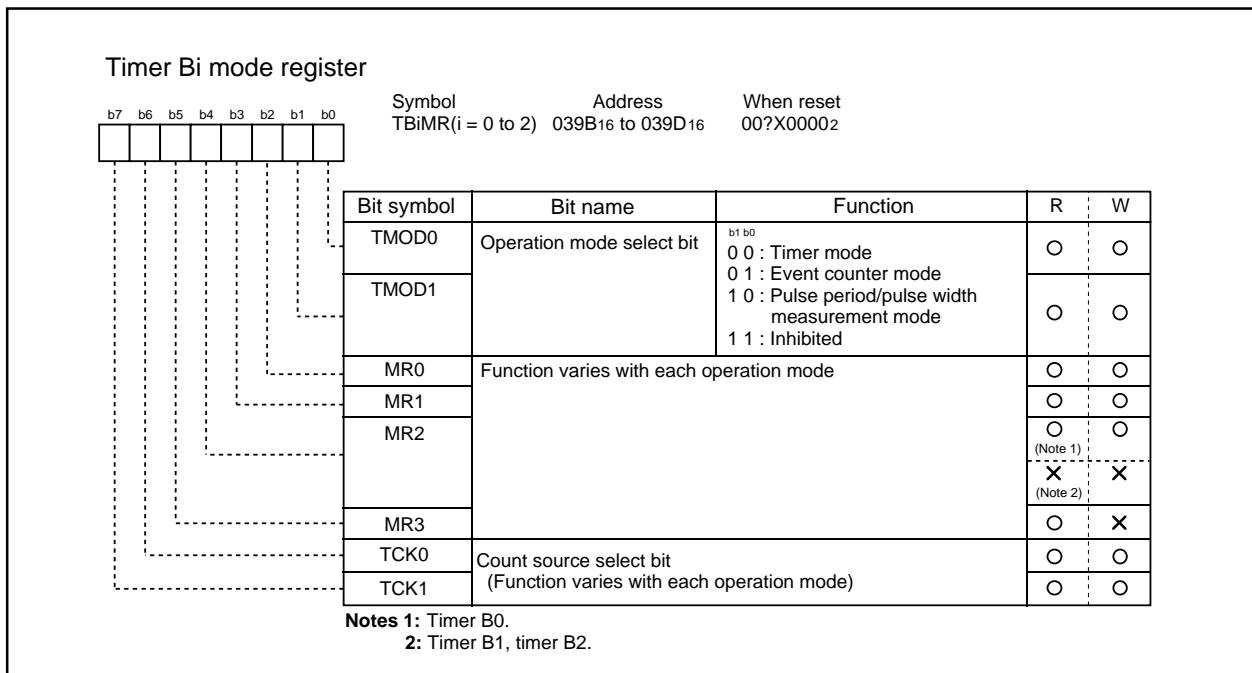 Timer Bi mode register
Symbol Address When reset
TBiMR(i = 0 to 2) 039B16 to 039D16 00?X00002
b7 b6 b5 b4 b3 b2 b1 b0
Bit symbol Bit name Function R W
TMOD0 Operation mode select bit b1 b0
0 0 : Timer mode
0 1 : Event counter mode
TMOD1 1 0 : Pulse period/pulse width
measurement mode
1 1 : Inhibited
MR0 Function varies with each operation mode
MR1
MR2
(Note 1)
(Note 2)
MR3
TCK0 Count source select bit
TCK1 (Function varies with each operation mode)
Notes 1: Timer B0.
2: Timer B1, timer B2.